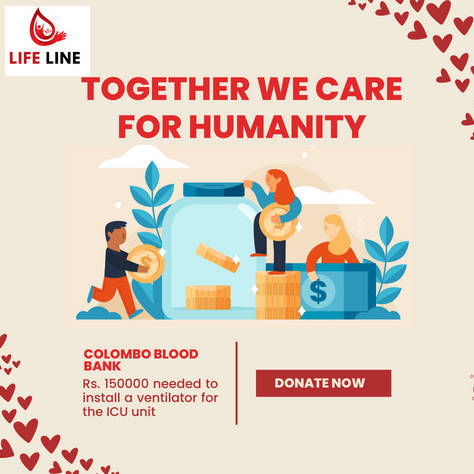 LIFE LINE
TOGETHER WE CARE
FOR HUMANITY
$
$
$
COLOMBO BLOOD
BANK
Rs. 150000 needed to
install a ventilator for
the ICU unit
DONATE NOW